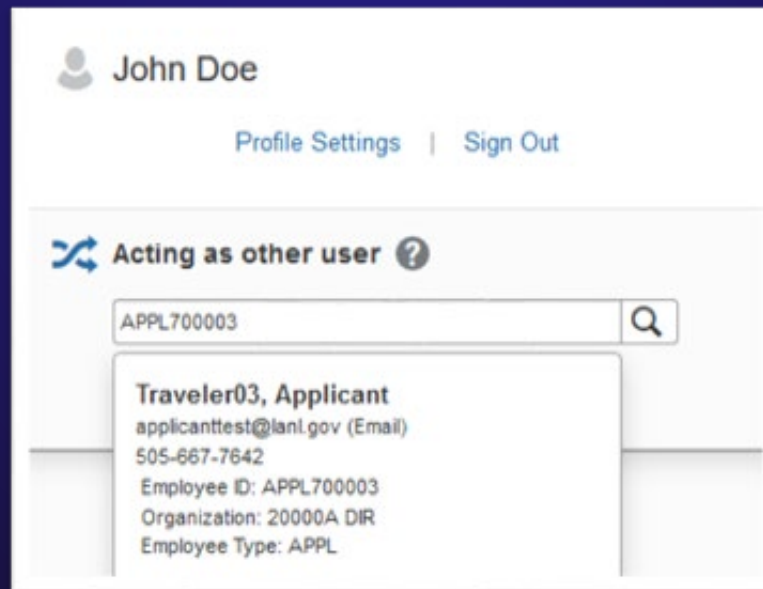 John Doe
Profile Settings | Sign Out
Acting as other user ?
APPL700003
Traveler03, Applicant
applicanttest@lanl.gov (Email)
505-667-7642
Employee ID: APPL700003
Organization: 20000A DIR
Employee Type: APPL